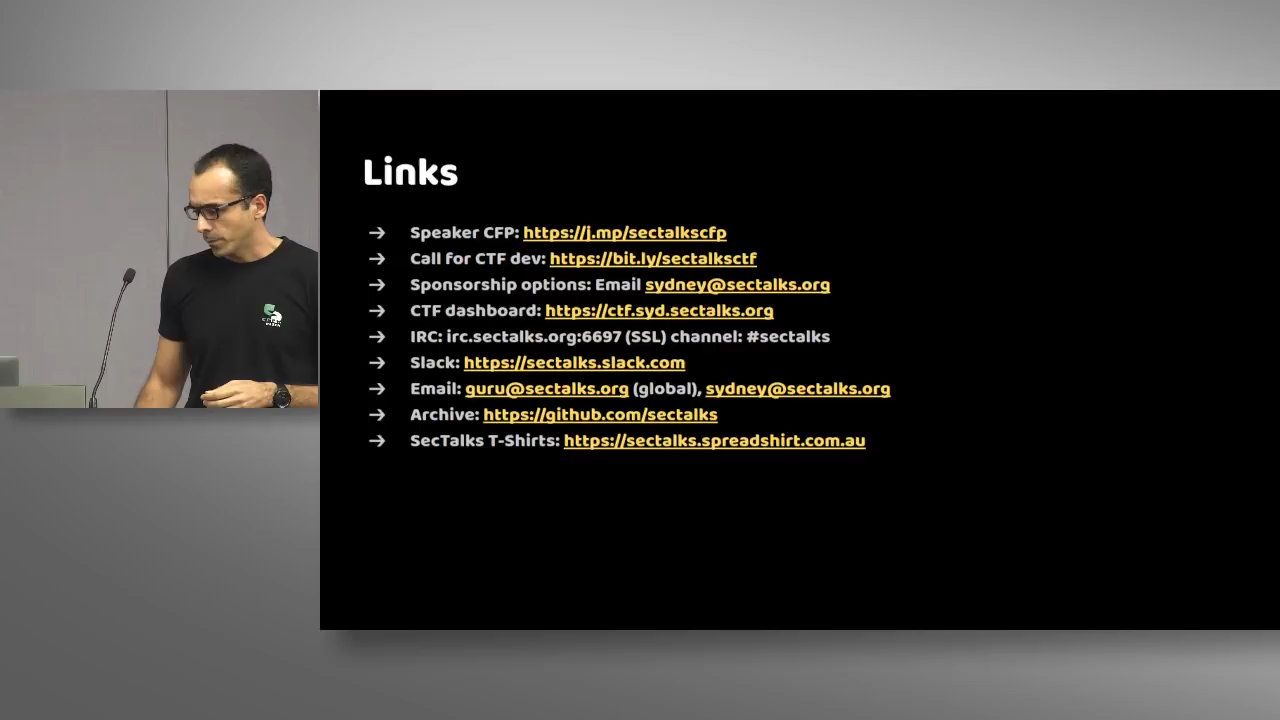 Links
→ Speaker CFP: https://j.mp/sectalkscfp
→ Call for CTF dev: https://bit.ly/sectalksctf
→ Sponsorship options: Email sydney@sectalks.org
→ CTF dashboard: https://ctf.syd.sectalks.org
→ IRC: irc.sectalks.org:6697 (SSL) channel: #sectalks
→ Slack: https://sectalks.slack.com
→ Email: guru@sectalks.org (global), sydney@sectalks.org
→ Archive: https://github.com/sectalks
→ SecTalks T-Shirts: https://sectalks.spreadshirt.com.au